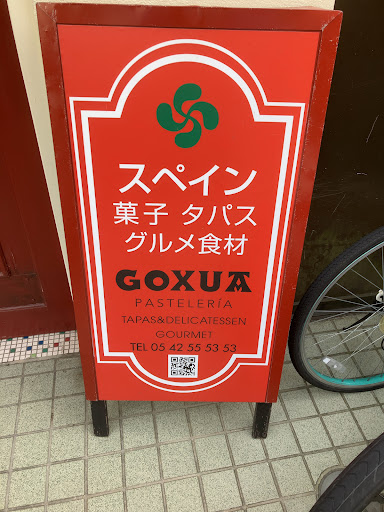 スペイン
菓子 タパス
グルメ食材
GOXUA
PASTELERÍA
TAPAS&DELICATESSEN
GOURMET
TEL 05 42 55 53 53